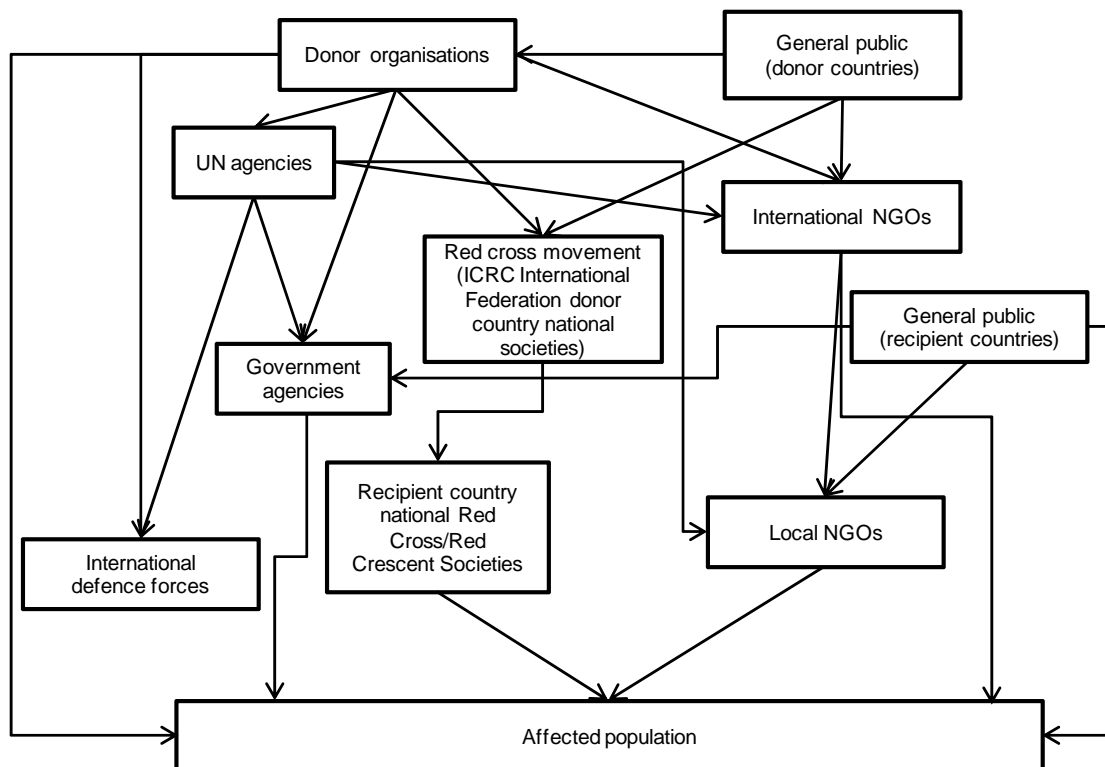 Donor organisations
General public
(donor countries)
UN agencies
International NGOs
Red cross movement
(ICRC International
Federation donor
country national
societies)
General public
(recipient countries)
Government
agencies
Recipient country
national Red
Cross/Red
Crescent Societies
Local NGOs
International
defence forces
Affected population